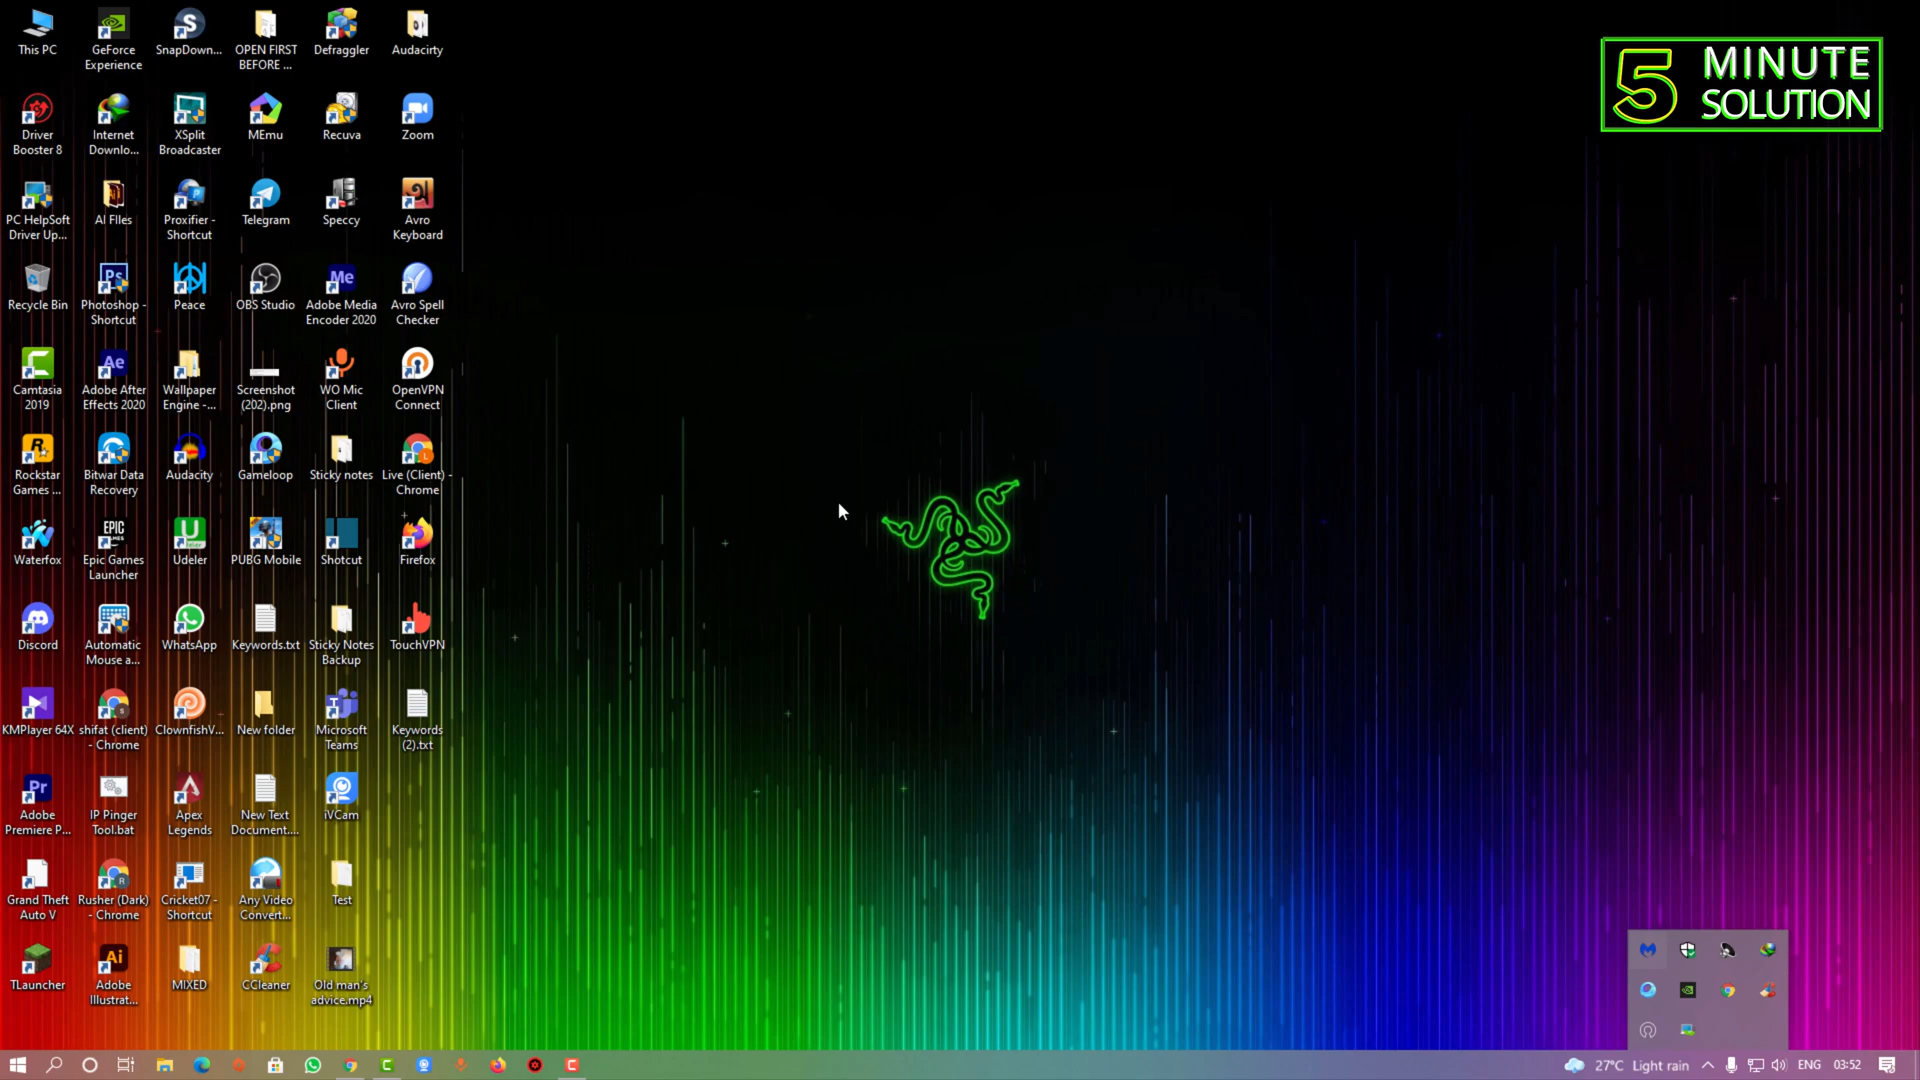 5 MINUTE
SOLUTION
This PC
GeForce
Experience
SnapDown...
OPEN FIRST
BEFORE ...
Defraggler
Audacirty
Driver
Booster 8
Internet
Downlo...
XSplit
Broadcaster
MEmu
Recuva
Zoom
PC HelpSoft
Driver Up...
AI FIles
Proxifier -
Shortcut
Telegram
Speccy
Avro
Keyboard
Recycle Bin
Photoshop -
Shortcut
Peace
OBS Studio
Adobe Media
Encoder 2020
Avro Spell
Checker
Camtasia
2019
Adobe After
Effects 2020
Wallpaper
Engine -...
Screenshot
(202).png
WO Mic
Client
OpenVPN
Connect
Rockstar
Games ...
Bitwar Data
Recovery
Audacity
Gameloop
Sticky notes
Live (Client) -
Chrome
Waterfox
EPIC
GAMES
Epic Games
Launcher
Udeler
PUBG Mobile
Shotcut
Firefox
Discord
Automatic
Mouse a...
WhatsApp
Keywords.txt
Sticky Notes
Backup
TouchVPN
KMPlayer 64X
shifat (client)
- Chrome
ClownfishV...
New folder
Microsoft
Teams
Keywords
(2).txt
Adobe
Premiere P...
IP Pinger
Tool.bat
Apex
Legends
New Text
Document....
iVCam
Grand Theft
Auto V
Rusher (Dark)
- Chrome
Cricket07 -
Shortcut
Any Video
Convert...
Test
TLauncher
Adobe
Illustrat...
MIXED
CCleaner
Old man's
advice.mp4
27°C Light rain
ENG
03:52